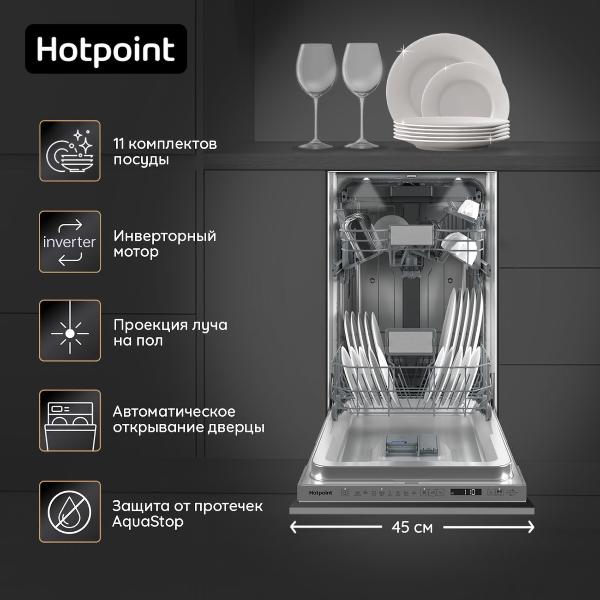 Hotpoint
11 комплектов
посуды
inverter
Инверторный
мотор
Проекция луча
на пол
Автоматическое
открывание дверцы
Защита от протечек
AquaStop
Hotpoint
45 см